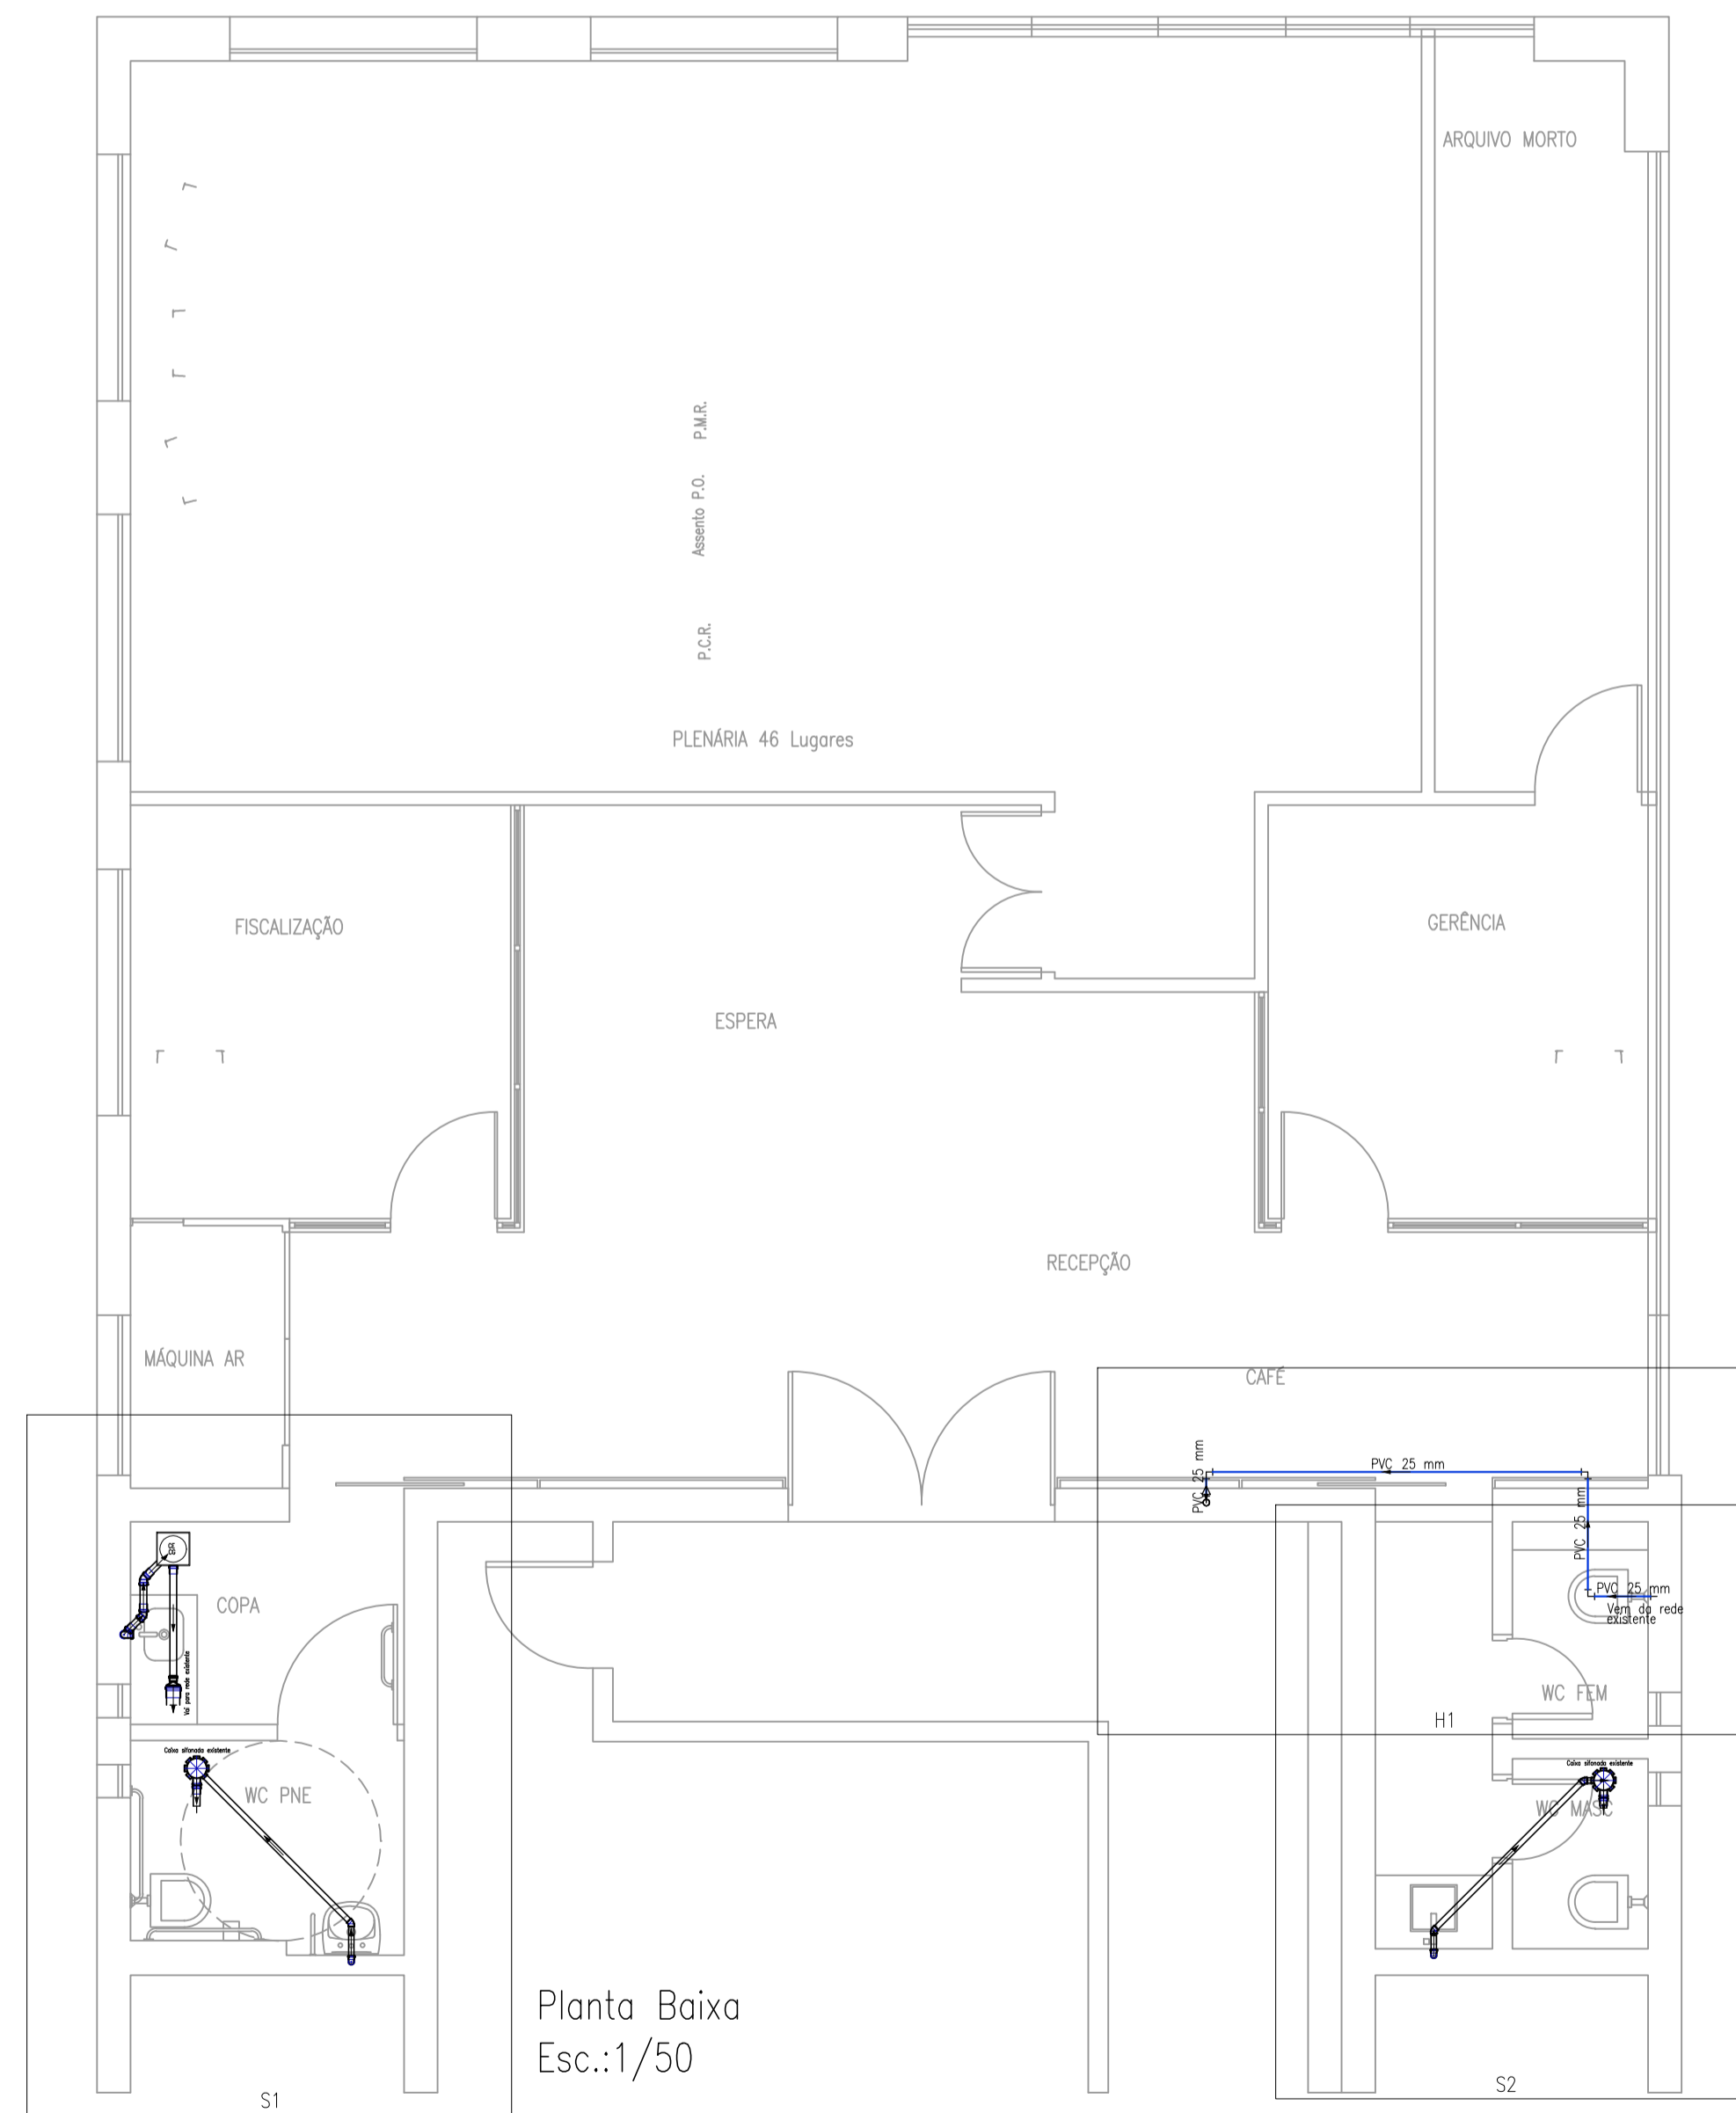 ARQUIVO MORTO
P.M.R.
Assento P.O.
P.C.R.
PLENÁRIA 46 Lugares
FISCALIZAÇÃO
GERÊNCIA
ESPERA
RECEPÇÃO
MÁQUINA AR
CAFÉ
PVC 25 mm
PVC 25 mm
PVC 25 mm
PVC 25 mm
Vem da rede
existente
COPA
Vai para rede existente
WC FEM
H1
Caixa sifonada existente
WC PNE
Caixa sifonada existente
WC MASC
Planta Baixa
Esc.:1/50
S1
S2